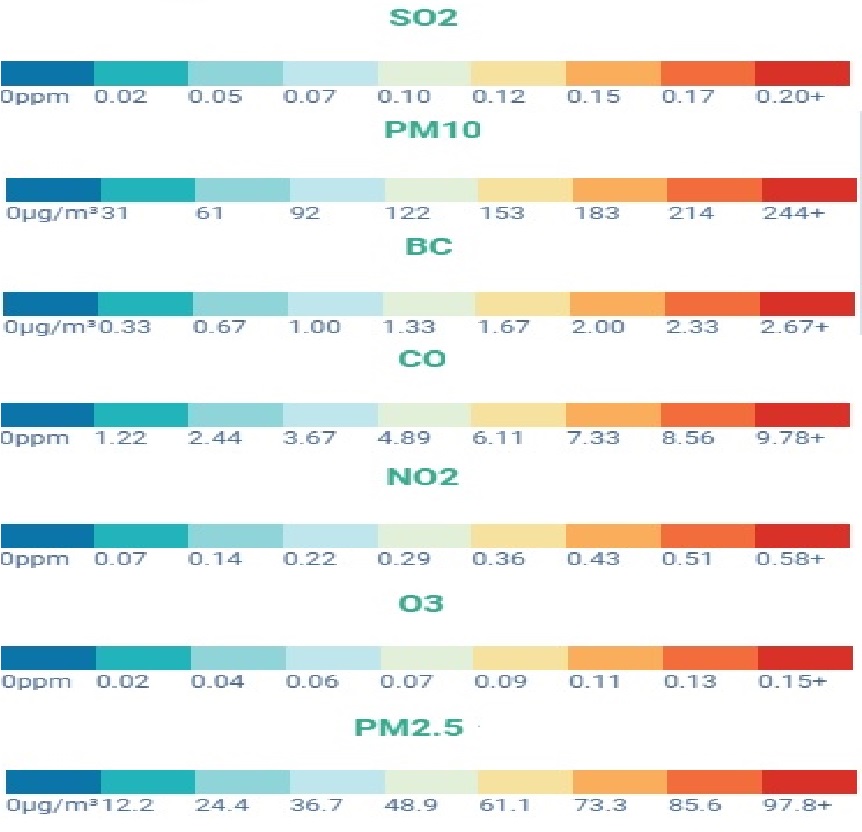 SO2
0ppm 0.02 0.05 0.07 0.10 0.12 0.15 0.17 0.20+
PM10
0µg/m³ 31 61 92 122 153 183 214 244+
BC
0µg/m³ 0.33 0.67 1.00 1.33 1.67 2.00 2.33 2.67+
CO
0ppm 1.22 2.44 3.67 4.89 6.11 7.33 8.56 9.78+
NO2
0ppm 0.07 0.14 0.22 0.29 0.36 0.43 0.51 0.58+
O3
0ppm 0.02 0.04 0.06 0.07 0.09 0.11 0.13 0.15+
PM2.5
0µg/m³ 12.2 24.4 36.7 48.9 61.1 73.3 85.6 97.8+